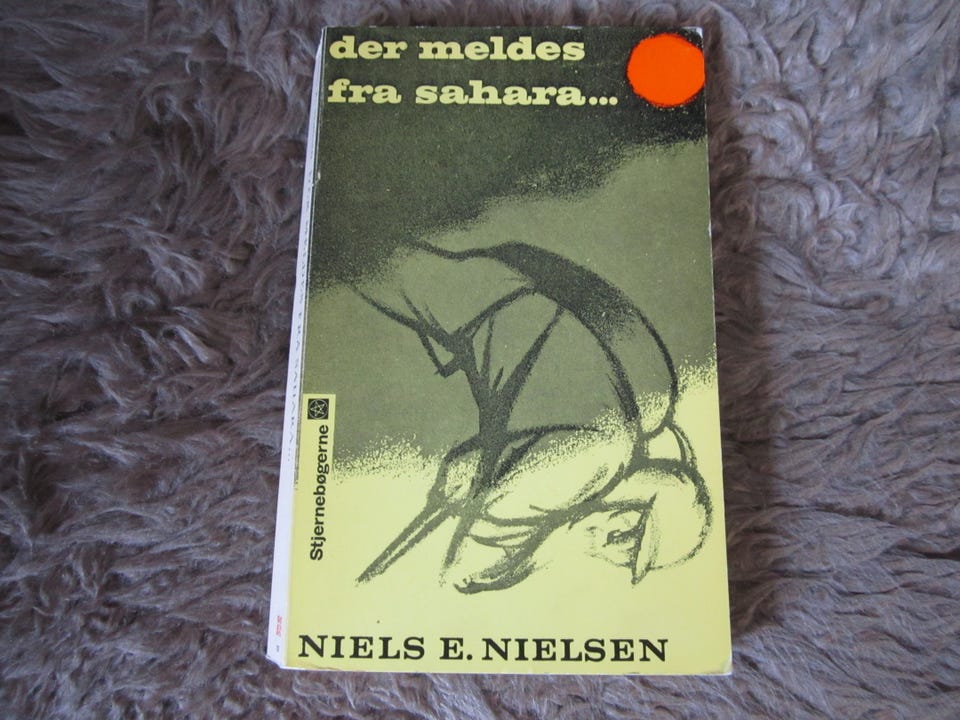 der meldes
fra sahara...
Stjernebøgerne
NIELS E. NIELSEN